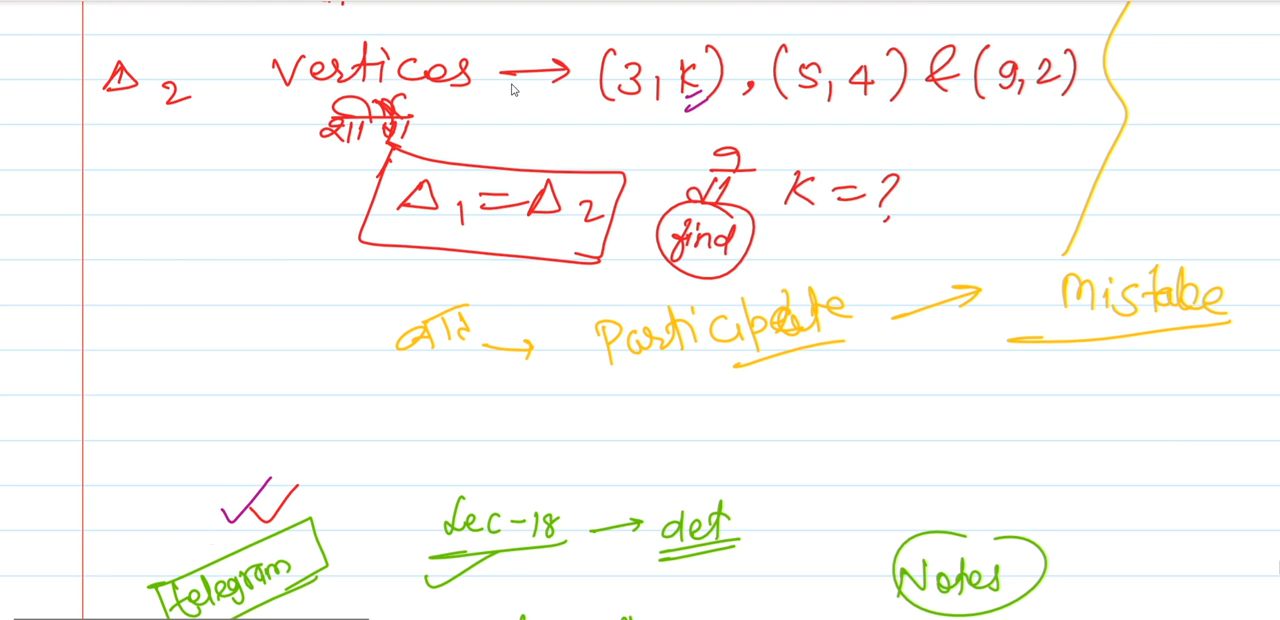 Δ2 Vertices → (3, K), (5, 4) & (9, 2)
Δ1 = Δ2 K = ?
find
Participate → Mistake
Lec-18 → det
Telegram
Notes